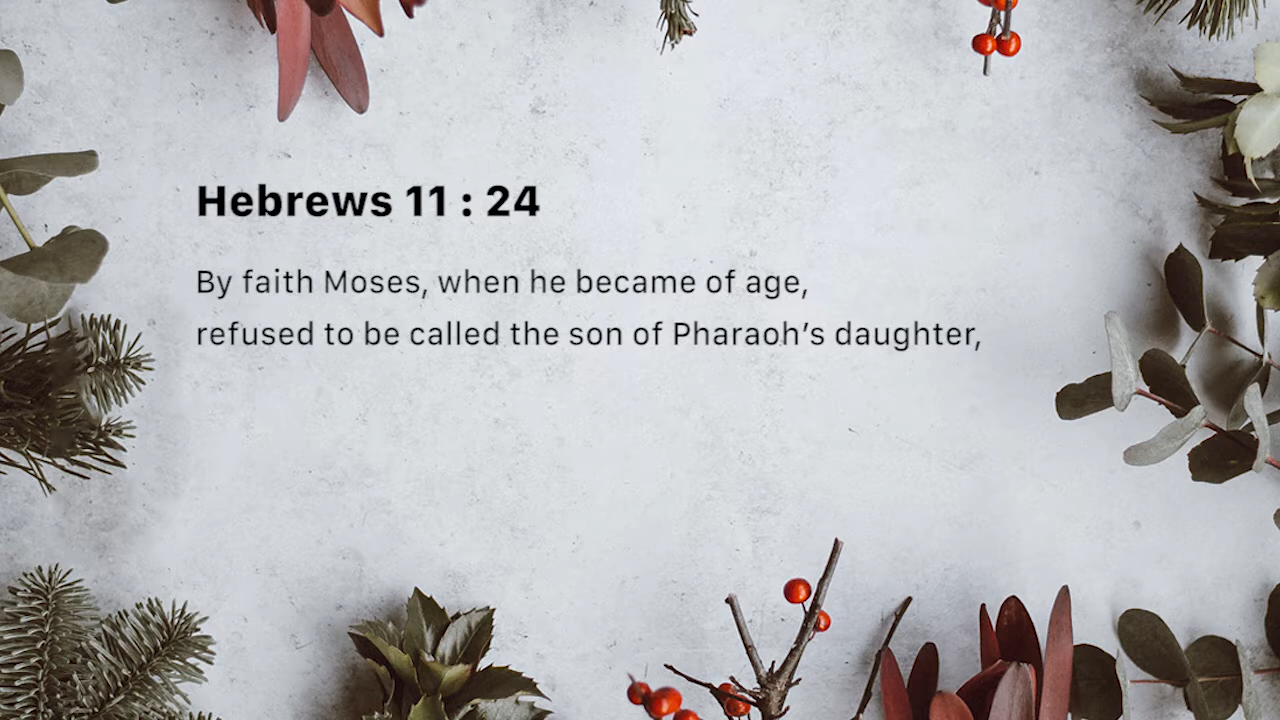 Hebrews 11 : 24
By faith Moses, when he became of age,
refused to be called the son of Pharaoh’s daughter,